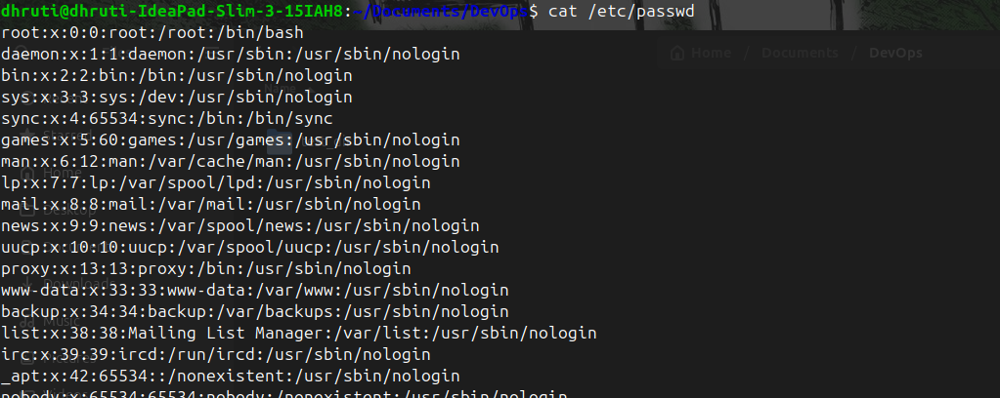 dhruti@dhruti-IdeaPad-Slim-3-15IAH8:~/Documents/DevOps$ cat /etc/passwd
root:x:0:0:root:/root:/bin/bash
daemon:x:1:1:daemon:/usr/sbin:/usr/sbin/nologin
Home / Documents / DevOps
bin:x:2:2:bin:/bin:/usr/sbin/nologin
Name
sys:x:3:3:sys:/dev:/usr/sbin/nologin
sync:x:4:65534:sync:/bin:/bin/sync
Starred
games:x:5:60:games:/usr/games:/usr/sbin/nologin
man:x:6:12:man:/var/cache/man:/usr/sbin/nologin
Home
lp:x:7:7:lp:/var/spool/lpd:/usr/sbin/nologin
mail:x:8:8:mail:/var/mail:/usr/sbin/nologin
Desktop
news:x:9:9:news:/var/spool/news:/usr/sbin/nologin
uucp:x:10:10:uucp:/var/spool/uucp:/usr/sbin/nologin
proxy:x:13:13:proxy:/bin:/usr/sbin/nologin
Downloads
www-data:x:33:33:www-data:/var/www:/usr/sbin/nologin
backup:x:34:34:backup:/var/backups:/usr/sbin/nologin
Music
list:x:38:38:Mailing List Manager:/var/list:/usr/sbin/nologin
irc:x:39:39:ircd:/run/ircd:/usr/sbin/nologin
_apt:x:42:65534::/nonexistent:/usr/sbin/nologin
nobody:x:65534:65534:nobody:/nonexistent:/usr/sbin/nologin